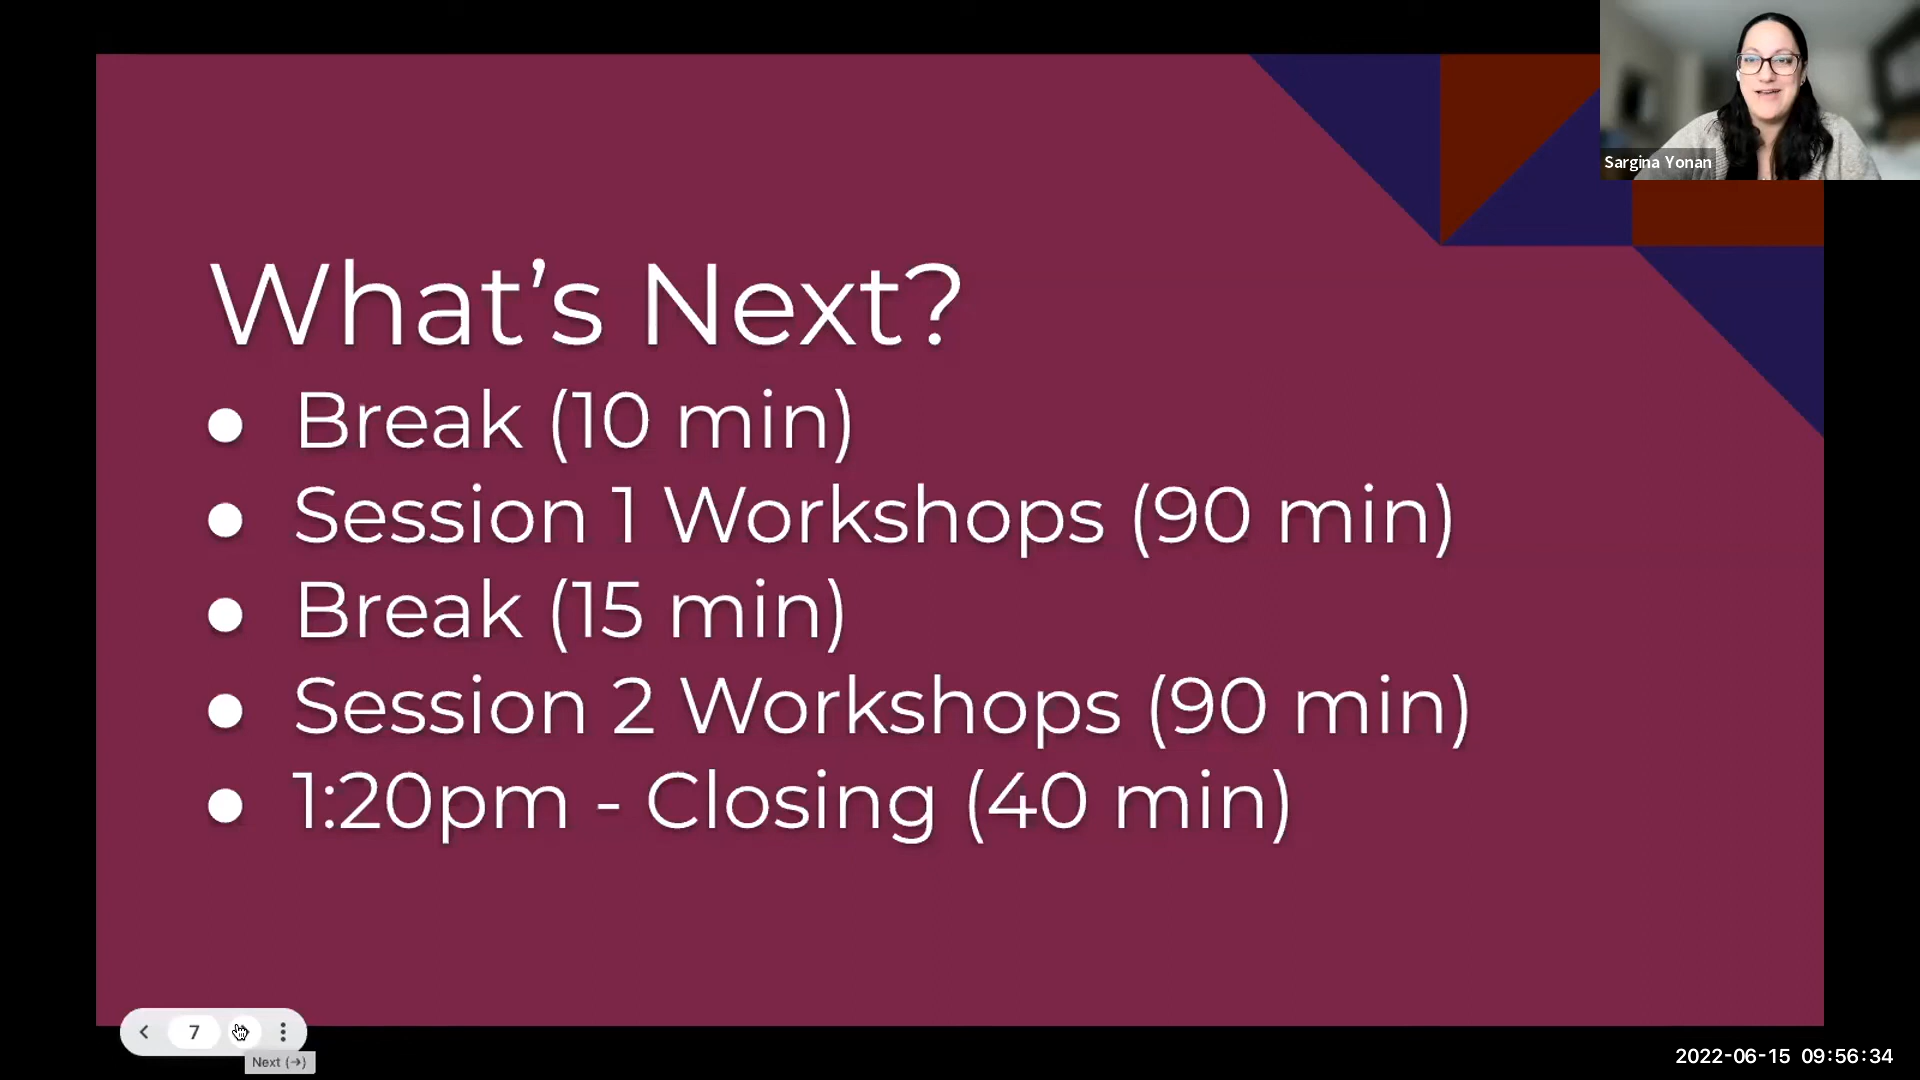 Sargina Yonan
What’s Next?
● Break (10 min)
● Session 1 Workshops (90 min)
● Break (15 min)
● Session 2 Workshops (90 min)
● 1:20pm - Closing (40 min)
7
Next (→)
2022-06-15 09:56:34